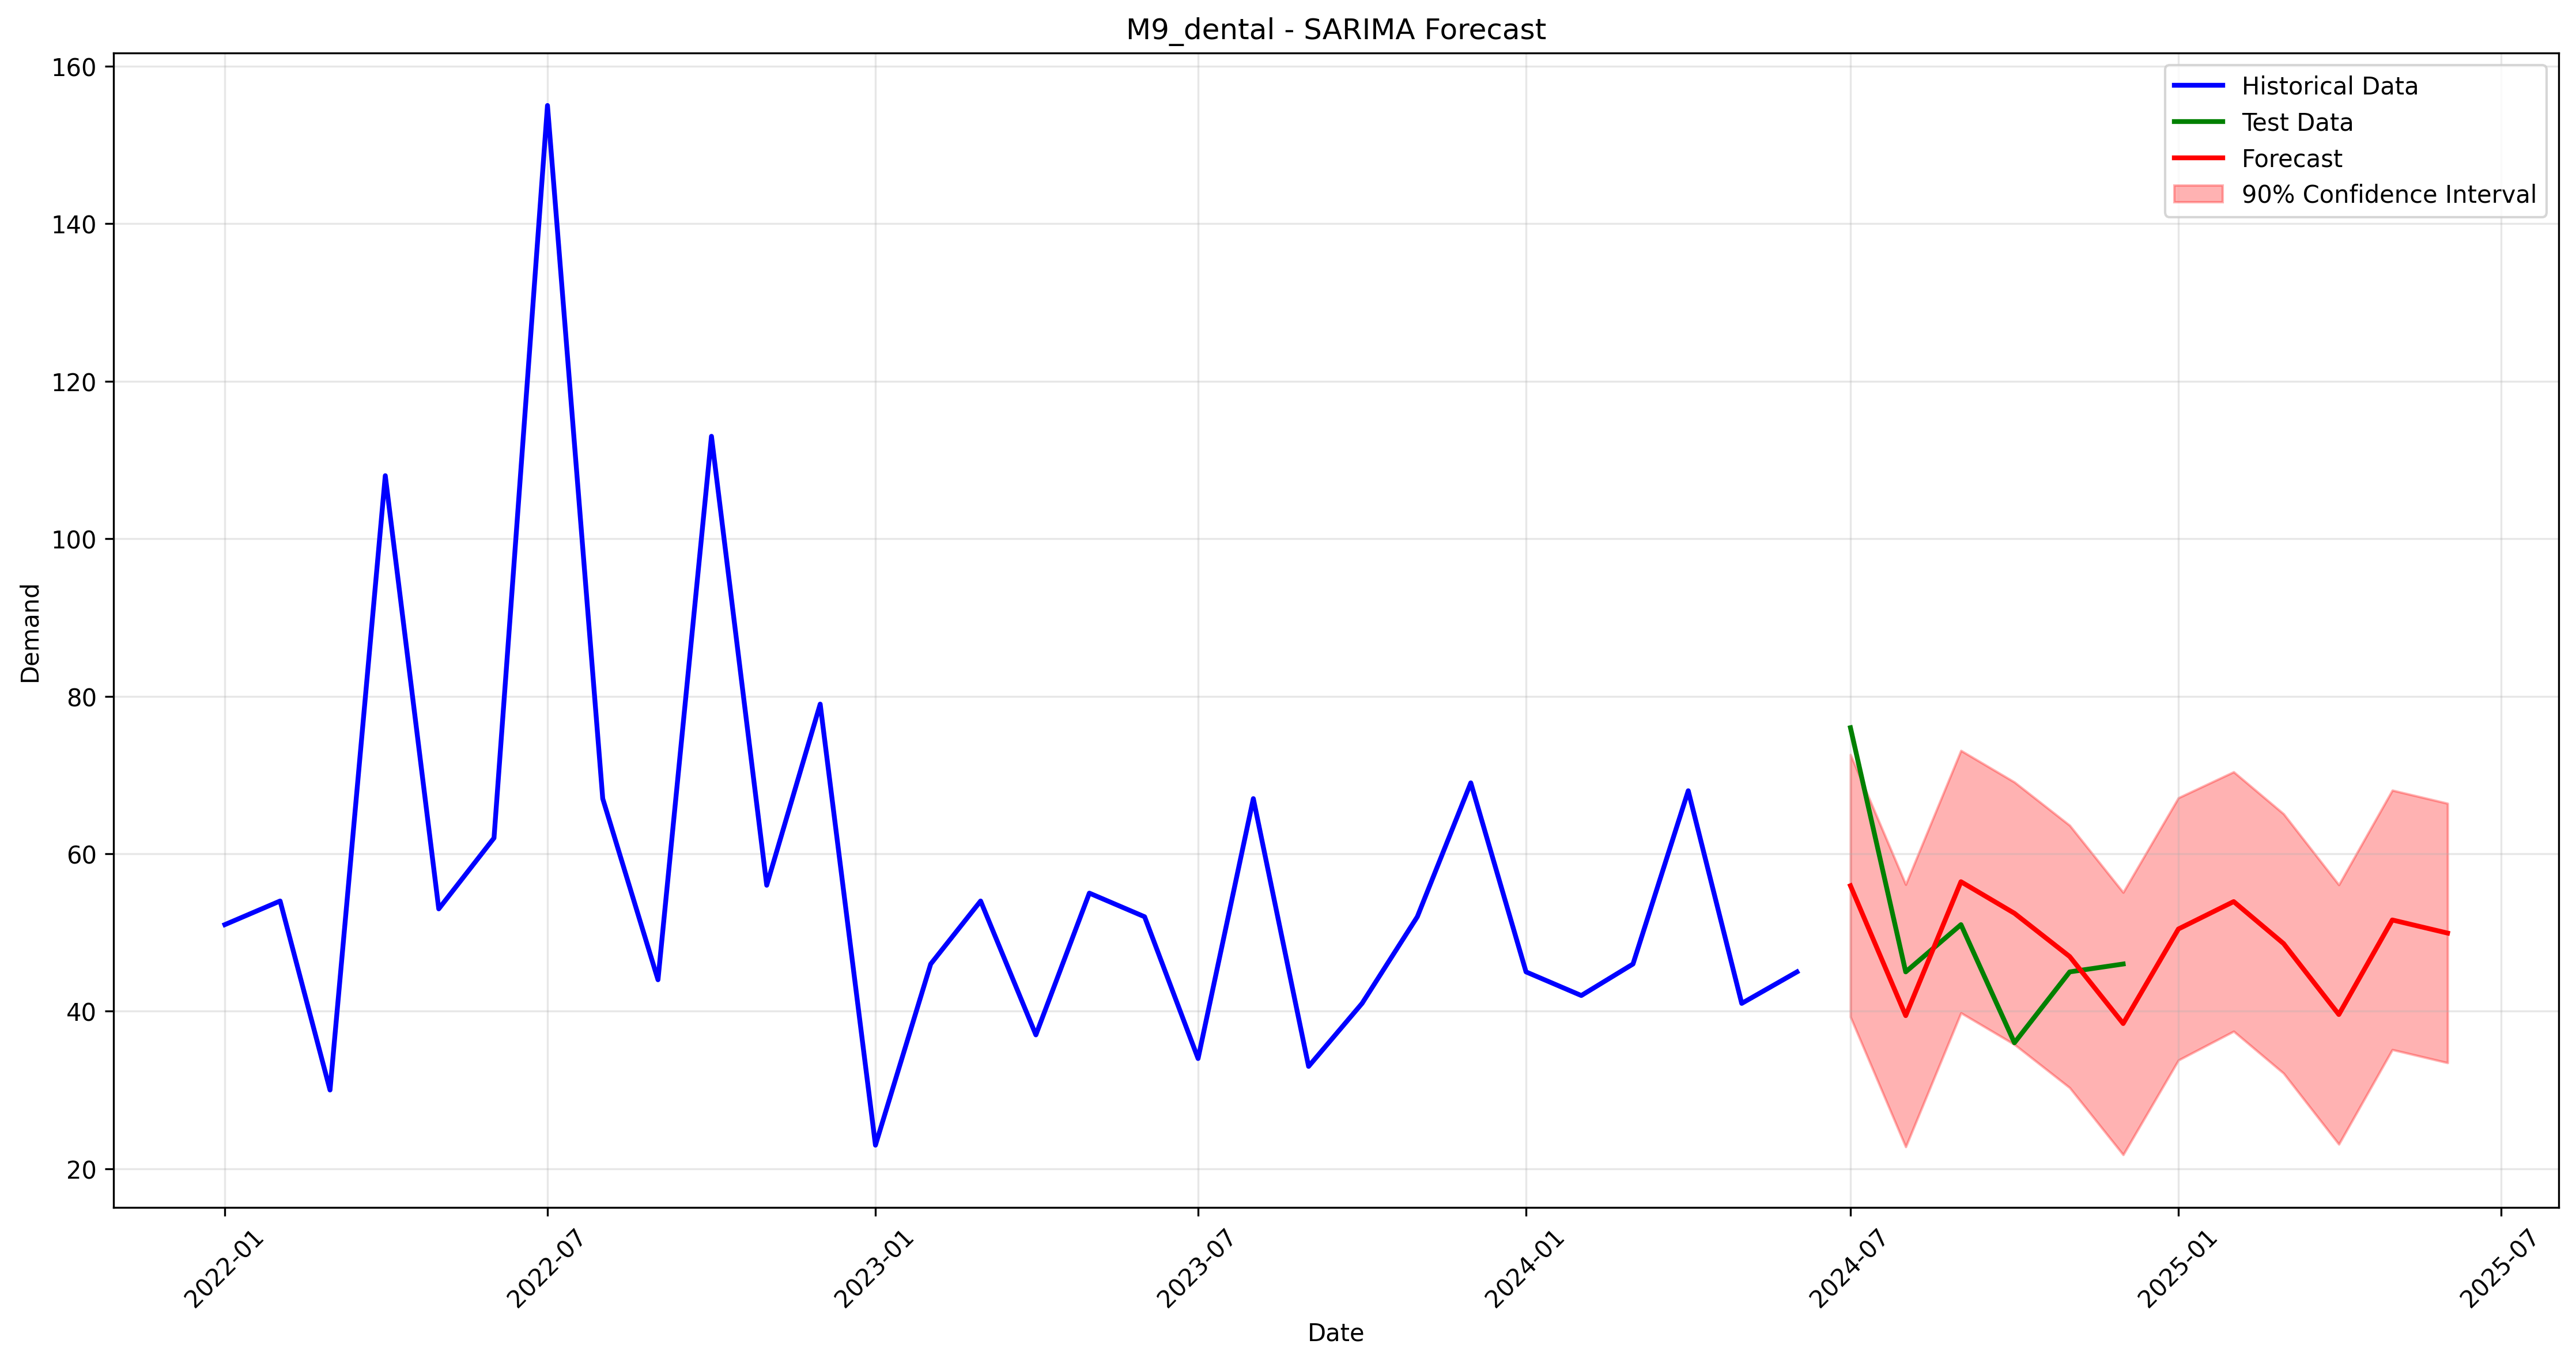 M9_dental - SARIMA Forecast
Historical Data
Test Data
Forecast
90% Confidence Interval
160
140
120
100
80
60
40
20
Demand
2022-01
2022-07
2023-01
2023-07
2024-01
2024-07
2025-01
2025-07
Date